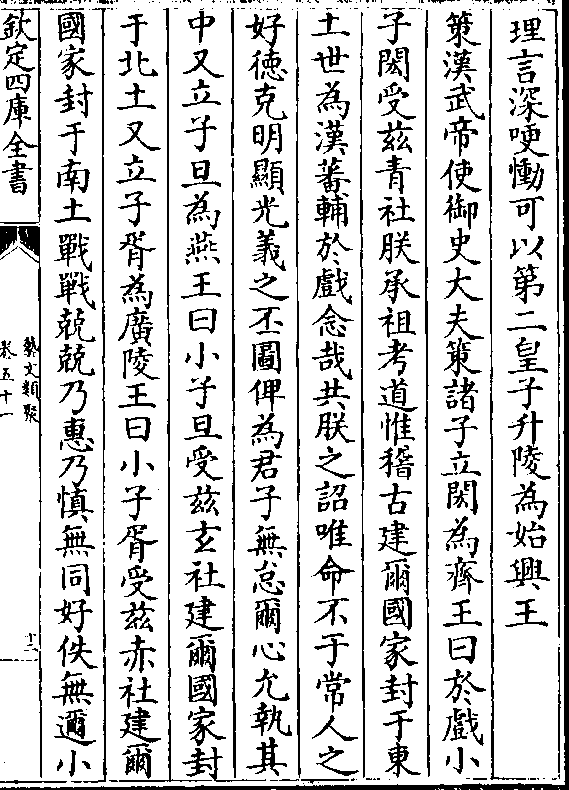 理言深哽慟可以第二皇子升陵為始興王
策漢武帝使御史大夫策諸子立閎為齊王曰於戲小
子閎受兹青社朕承祖考道惟稽古建爾國家封于東
土世為漢蕃輔於戲念哉共朕之詔唯命不于常人之
好徳克明顯光義之丕圖俾為君子無怠爾心允執其
中又立子旦為燕王曰小子旦受兹玄社建爾國家封
于北土又立子胥為廣陵王曰小子胥受兹赤社建爾
國家封于南土戰戰兢兢乃惠乃慎無同好佚無邇小
欽定四庫全書
藝文類聚
卷五十一
十二